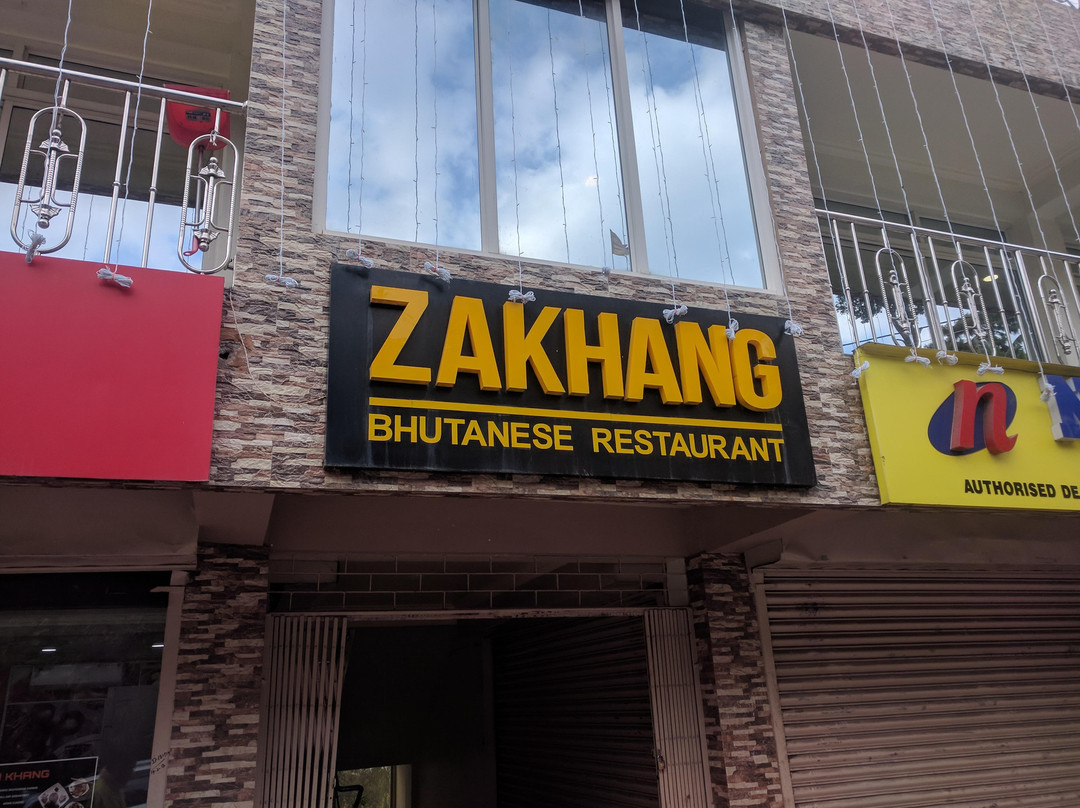 ZAKHANG
BHUTANESE RESTAURANT
n
AUTHORISED DE
KHANG